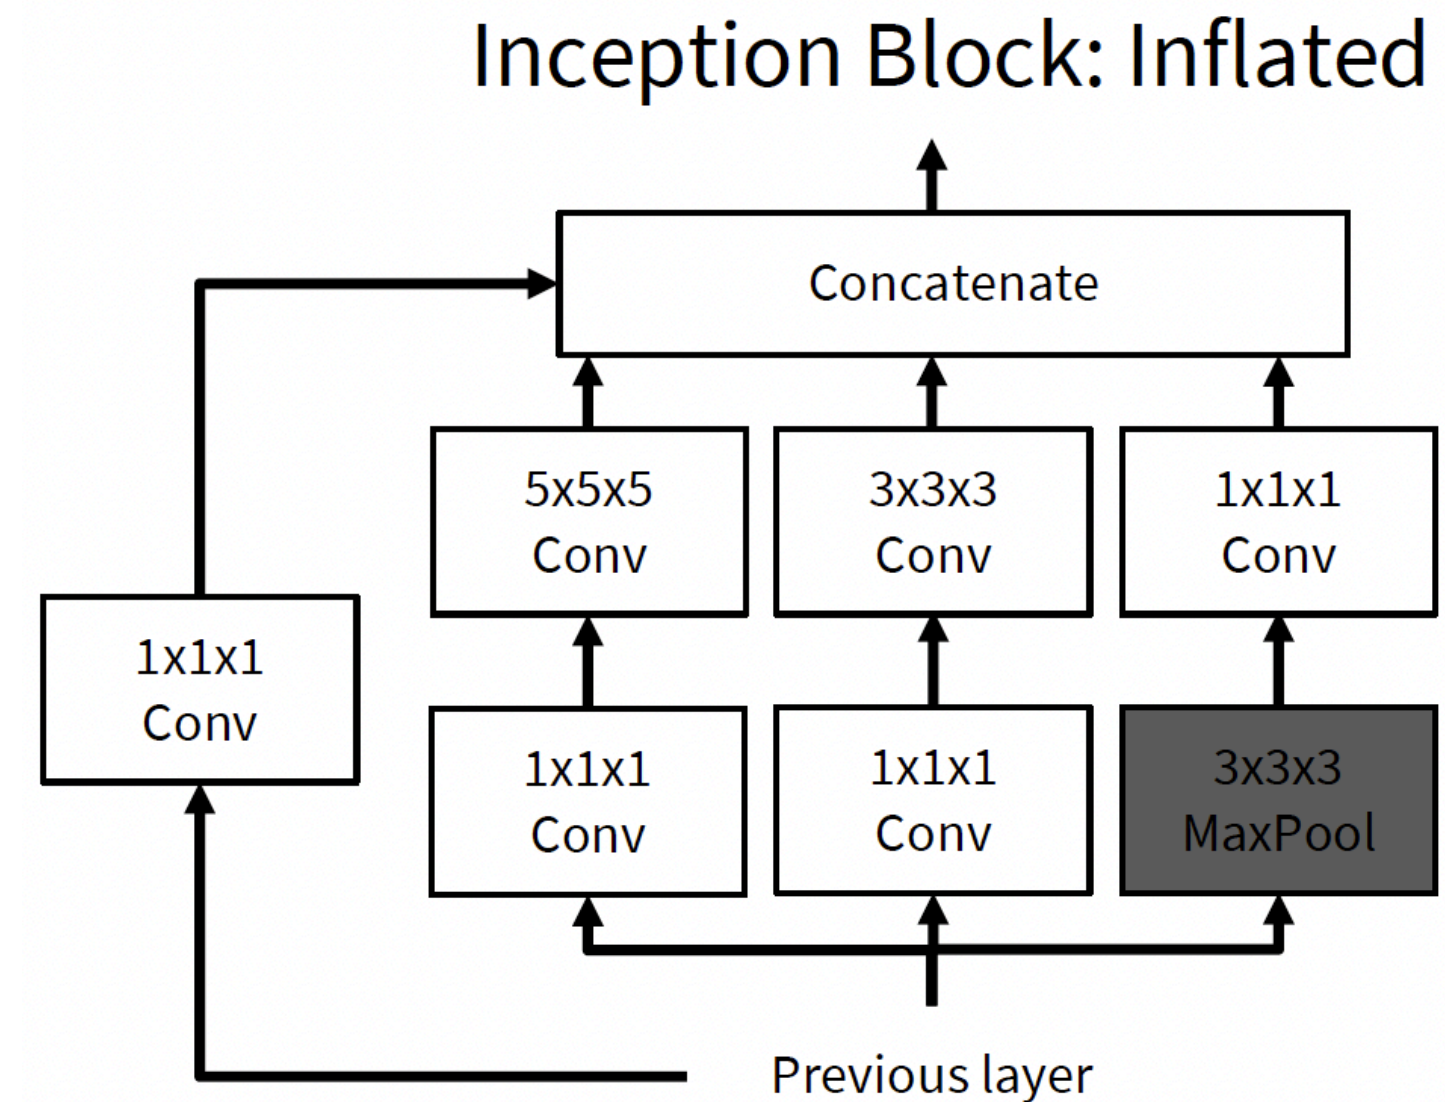 Inception Block: Inflated
Concatenate
5x5x5
Conv
3x3x3
Conv
1x1x1
Conv
1x1x1
Conv
1x1x1
Conv
1x1x1
Conv
3x3x3
MaxPool
Previous layer